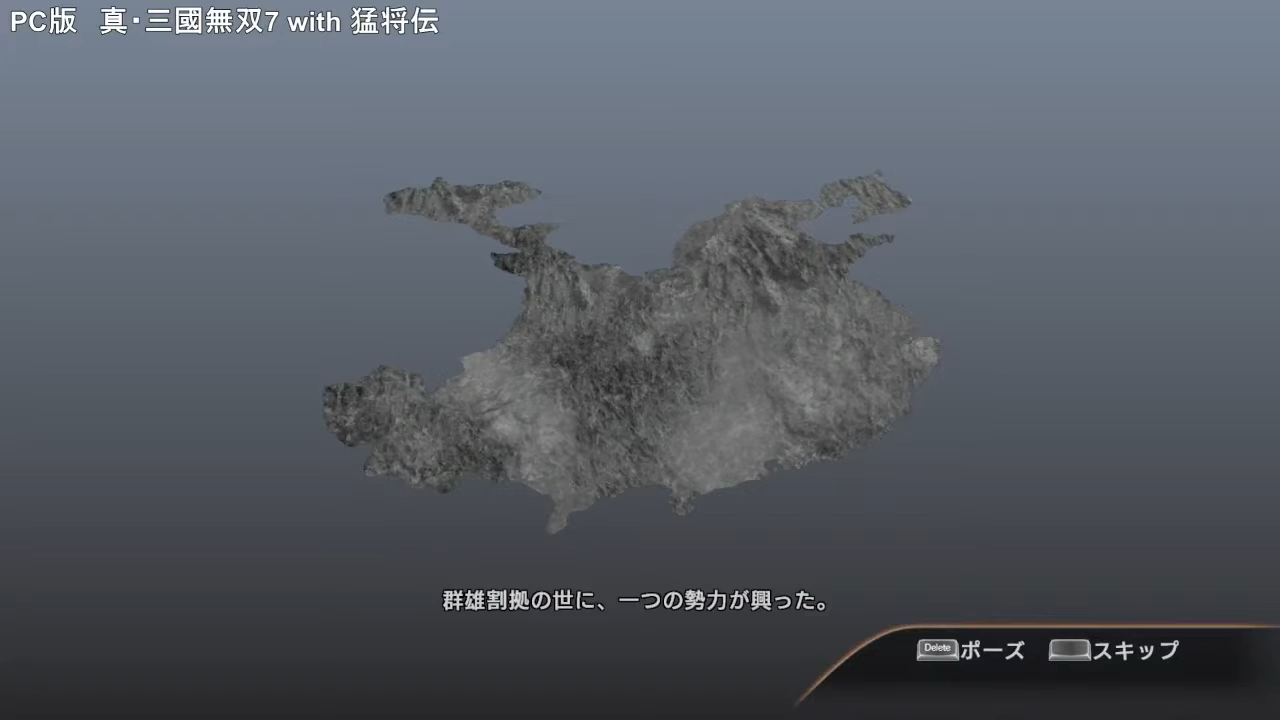 PC版 真・三國無双7 with 猛将伝
群雄割拠の世に、一つの勢力が興った。
Delete ポーズ スキップ